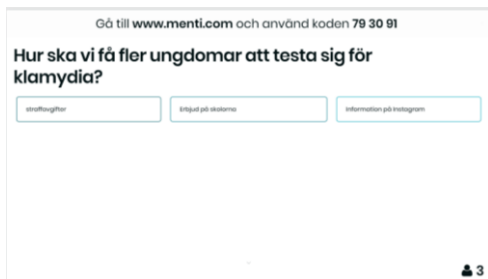 Gå till www.menti.com och använd koden 79 30 91
Hur ska vi få fler ungdomar att testa sig för
klamydia?
straffavgifter
Erbjud på skolorna
Information på Instagram
3